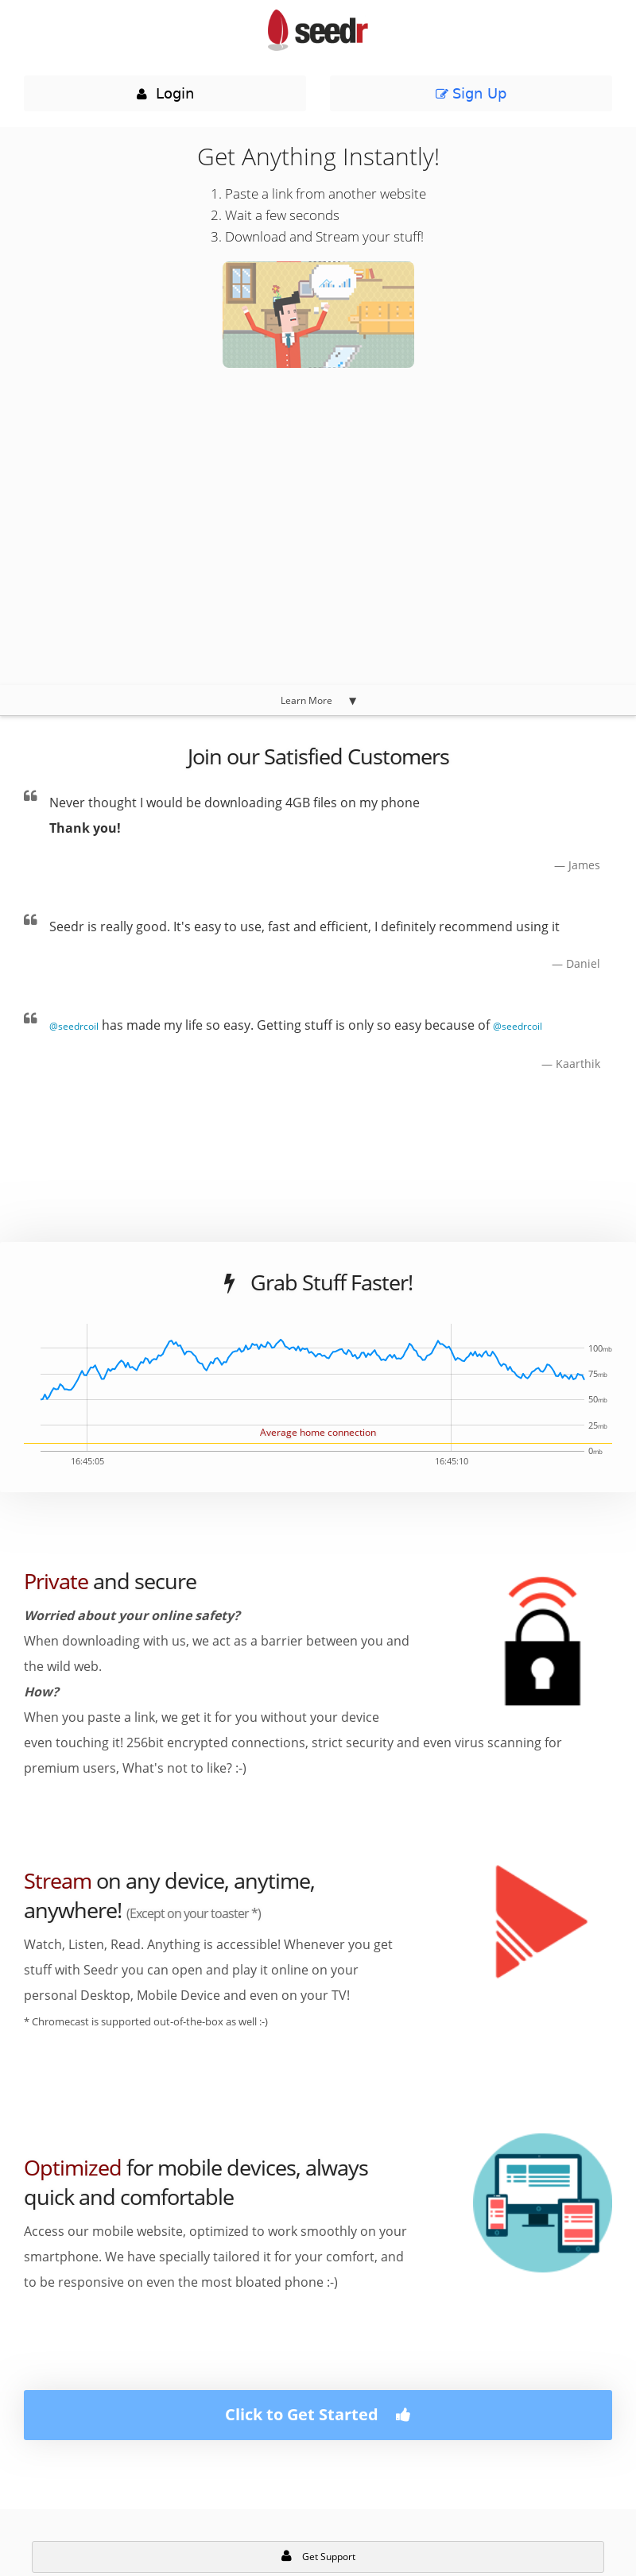 seedr
Login
Sign Up
Get Anything Instantly!
1. Paste a link from another website
2. Wait a few seconds
3. Download and Stream your stuff!
Learn More ▼
Join our Satisfied Customers
Never thought I would be downloading 4GB files on my phone
Thank you!
— James
Seedr is really good. It's easy to use, fast and efficient, I definitely recommend using it
— Daniel
@seedrcoil has made my life so easy. Getting stuff is only so easy because of @seedrcoil
— Kaarthik
Grab Stuff Faster!
100mb
75mb
50mb
25mb
Average home connection
0mb
16:45:05 16:45:10
Private and secure
Worried about your online safety?
When downloading with us, we act as a barrier between you and
the wild web.
How?
When you paste a link, we get it for you without your device
even touching it! 256bit encrypted connections, strict security and even virus scanning for
premium users, What's not to like? :-)
Stream on any device, anytime,
anywhere! (Except on your toaster *)
Watch, Listen, Read. Anything is accessible! Whenever you get
stuff with Seedr you can open and play it online on your
personal Desktop, Mobile Device and even on your TV!
* Chromecast is supported out-of-the-box as well :-)
Optimized for mobile devices, always
quick and comfortable
Access our mobile website, optimized to work smoothly on your
smartphone. We have specially tailored it for your comfort, and
to be responsive on even the most bloated phone :-)
Click to Get Started
Get Support